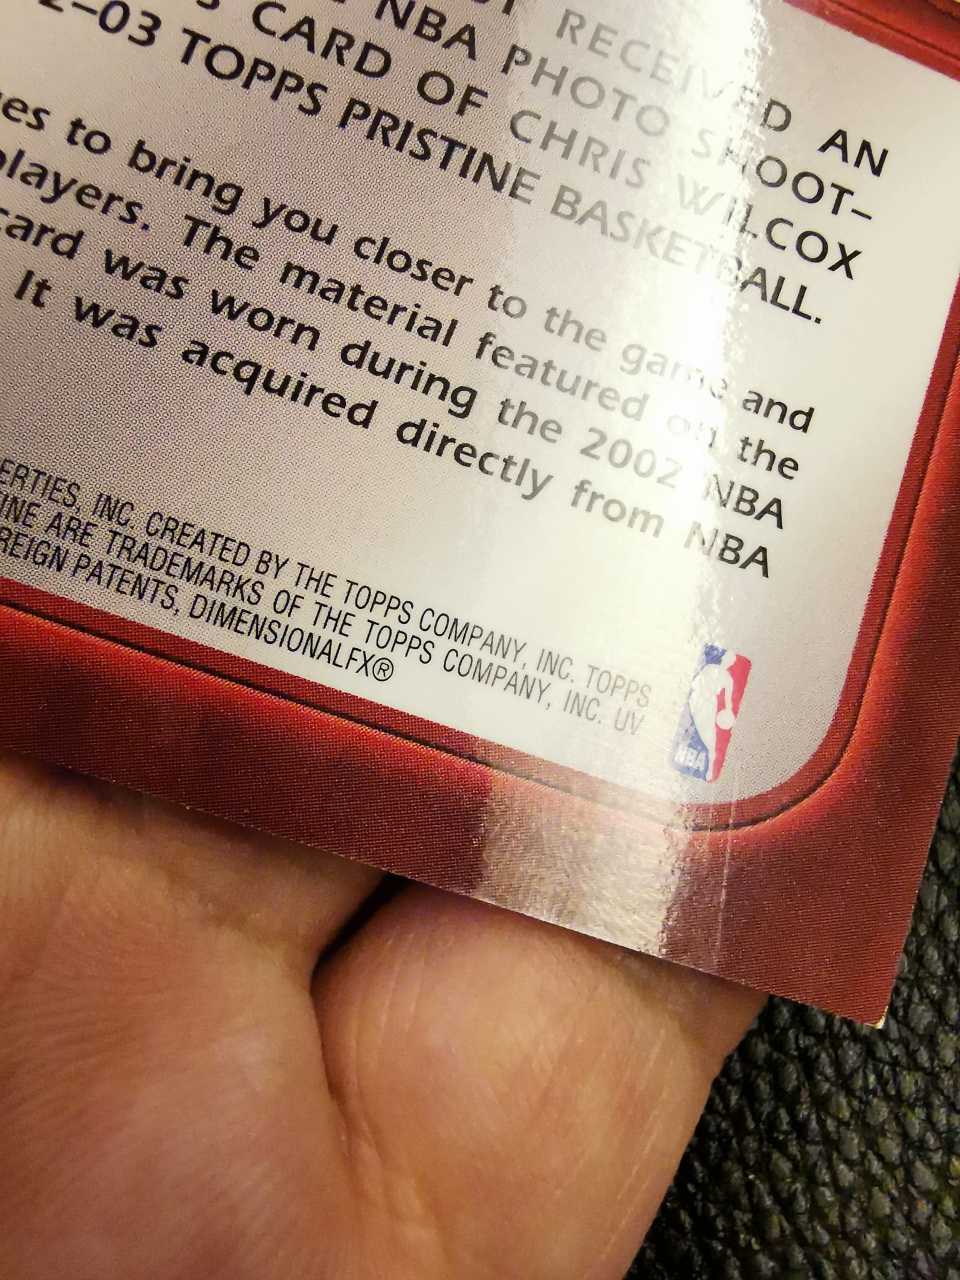 RECEIVED AN
NBA PHOTO SHOOT-
CARD OF CHRIS WILCOX
2-03 TOPPS PRISTINE BASKETBALL.
es to bring you closer to the game and
players. The material featured on the
card was worn during the 2002 NBA
It was acquired directly from NBA
ERTIES, INC. CREATED BY THE TOPPS COMPANY, INC. TOPPS
INE ARE TRADEMARKS OF THE TOPPS COMPANY, INC. UV
REIGN PATENTS, DIMENSIONALFX®
NBA